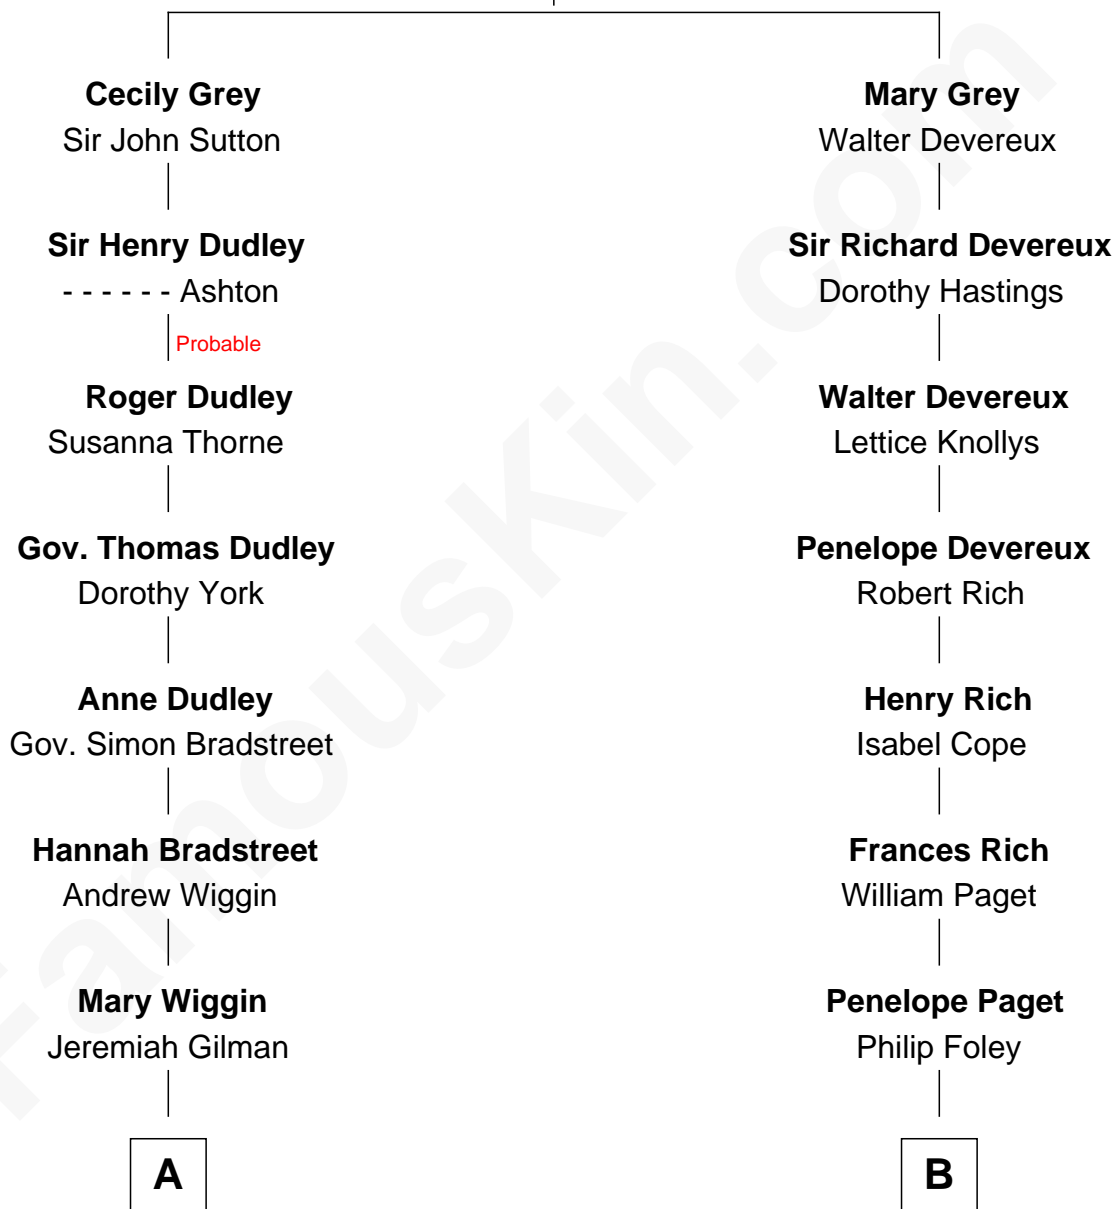 Cecily Grey
Sir John Sutton
Mary Grey
Walter Devereux
Sir Henry Dudley
- - - - - - Ashton
Sir Richard Devereux
Dorothy Hastings
Probable
Roger Dudley
Susanna Thorne
Walter Devereux
Lettice Knollys
Gov. Thomas Dudley
Dorothy York
Penelope Devereux
Robert Rich
Anne Dudley
Gov. Simon Bradstreet
Henry Rich
Isabel Cope
Hannah Bradstreet
Andrew Wiggin
Frances Rich
William Paget
Mary Wiggin
Jeremiah Gilman
Penelope Paget
Philip Foley
A
B
FamousKin.com